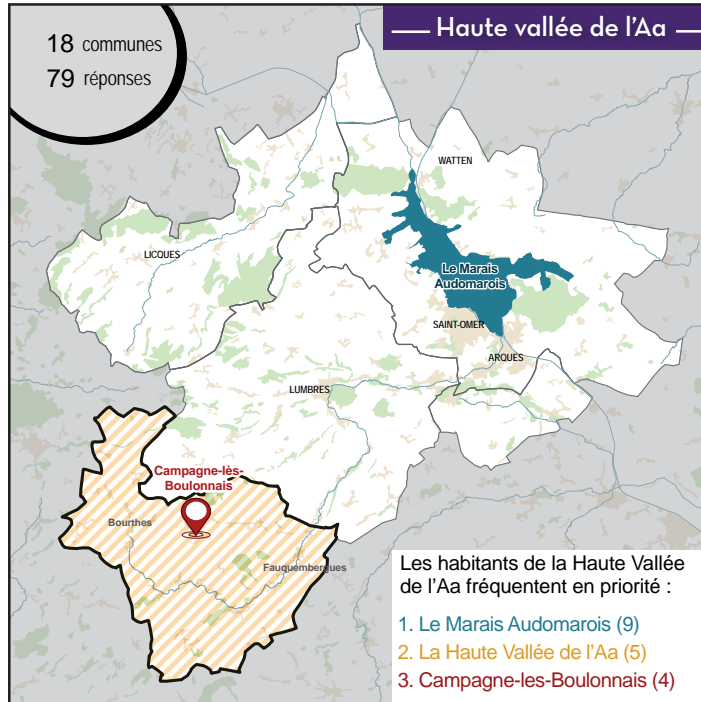 18 communes
79 réponses
Haute vallée de l'Aa
WATTEN
LICQUES
Le Marais
Audomarois
SAINT-OMER
ARQUES
LUMBRES
Campagne-lès-
Boulonnais
Bourthes
Fauquembergues
Les habitants de la Haute Vallée
de l'Aa fréquentent en priorité :
1. Le Marais Audomarois (9)
2. La Haute Vallée de l'Aa (5)
3. Campagne-les-Boulonnais (4)